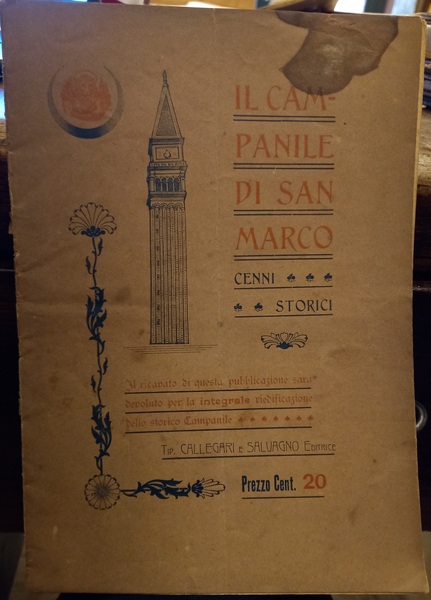 IL CAM-
PANILE
DI SAN
MARCO
CENNI
STORICI
Il ricavato di questa pubblicazione sarà
devoluto per la integrale riedificazione
dello storico Campanile
Tip. CALLEGARI e SALVAGNO Editrice
Prezzo Cent. 20